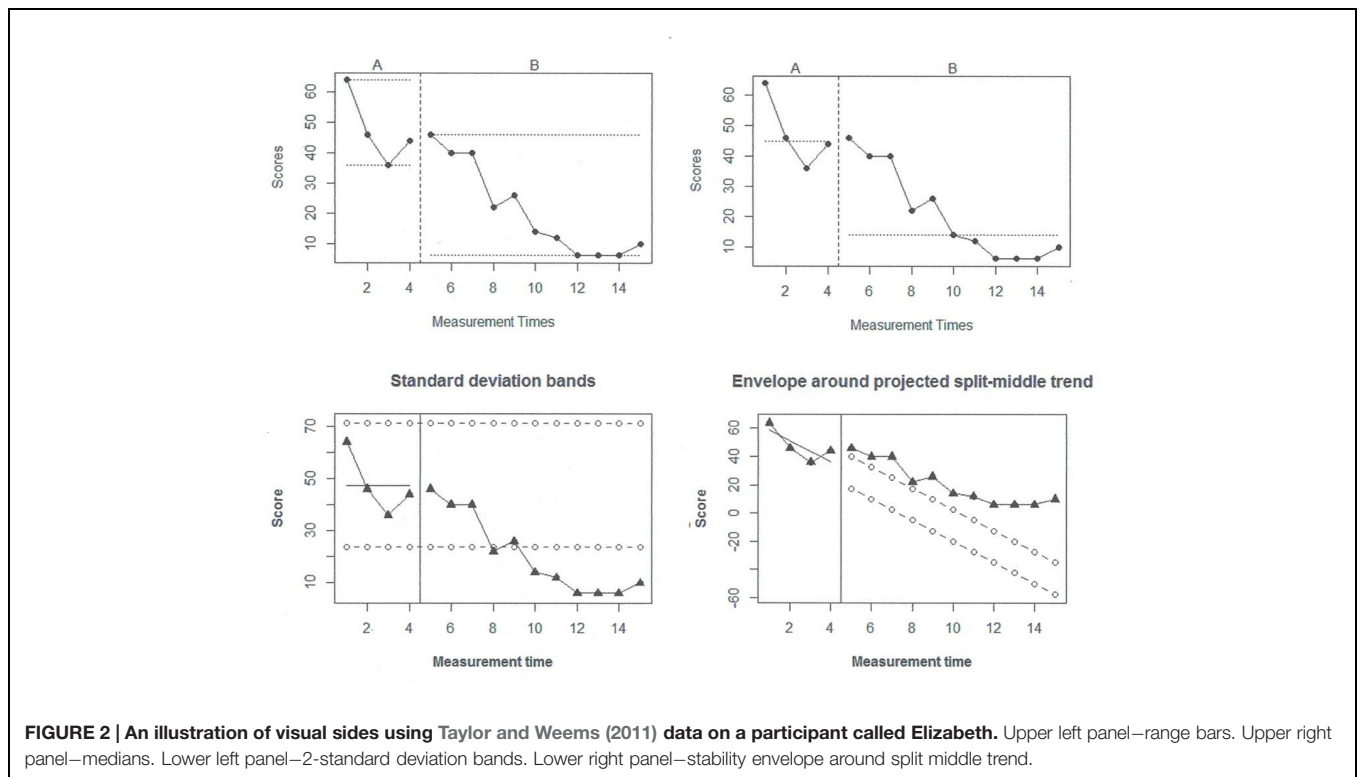 A B
Scores
60
50
40
30
20
10
2 4 6 8 10 12 14
Measurement Times
A B
Scores
60
50
40
30
20
10
2 4 6 8 10 12 14
Measurement Times
Standard deviation bands
Score
70
50
30
10
2 4 6 8 10 12 14
Measurement time
Envelope around projected split-middle trend
Score
60
40
20
0
-20
-60
2 4 6 8 10 12 14
Measurement time
FIGURE 2 | An illustration of visual sides using Taylor and Weems (2011) data on a participant called Elizabeth. Upper left panel–range bars. Upper right
panel–medians. Lower left panel–2-standard deviation bands. Lower right panel–stability envelope around split middle trend.